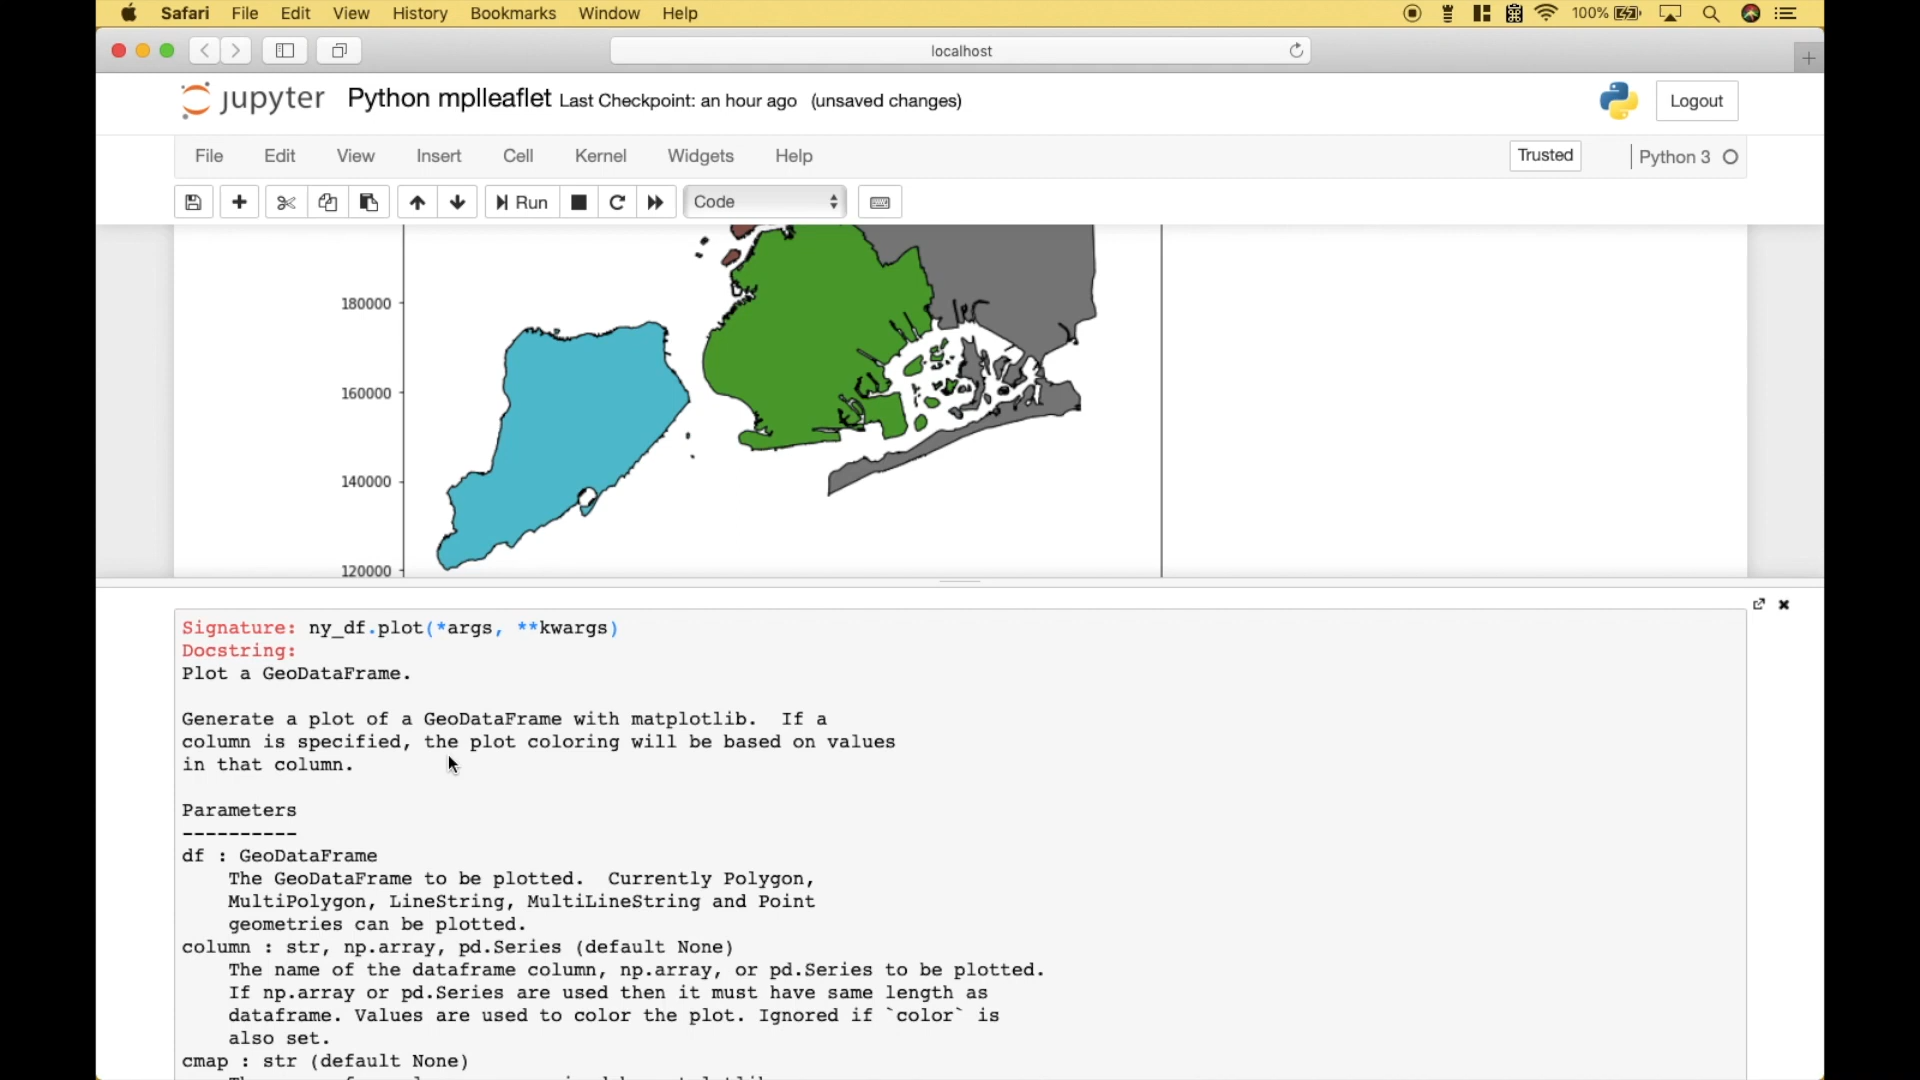 Safari File Edit View History Bookmarks Window Help 100%
localhost
jupyter Python mplleaflet Last Checkpoint: an hour ago (unsaved changes) Logout
File Edit View Insert Cell Kernel Widgets Help Trusted Python 3
Run Code
180000
160000
140000
120000
Signature: ny_df.plot(*args, **kwargs)
Docstring:
Plot a GeoDataFrame.
Generate a plot of a GeoDataFrame with matplotlib.  If a
column is specified, the plot coloring will be based on values
in that column.
Parameters
----------
df : GeoDataFrame
The GeoDataFrame to be plotted.  Currently Polygon,
MultiPolygon, LineString, MultiLineString and Point
geometries can be plotted.
column : str, np.array, pd.Series (default None)
The name of the dataframe column, np.array, or pd.Series to be plotted.
If np.array or pd.Series are used then it must have same length as
dataframe. Values are used to color the plot. Ignored if `color` is
also set.
cmap : str (default None)